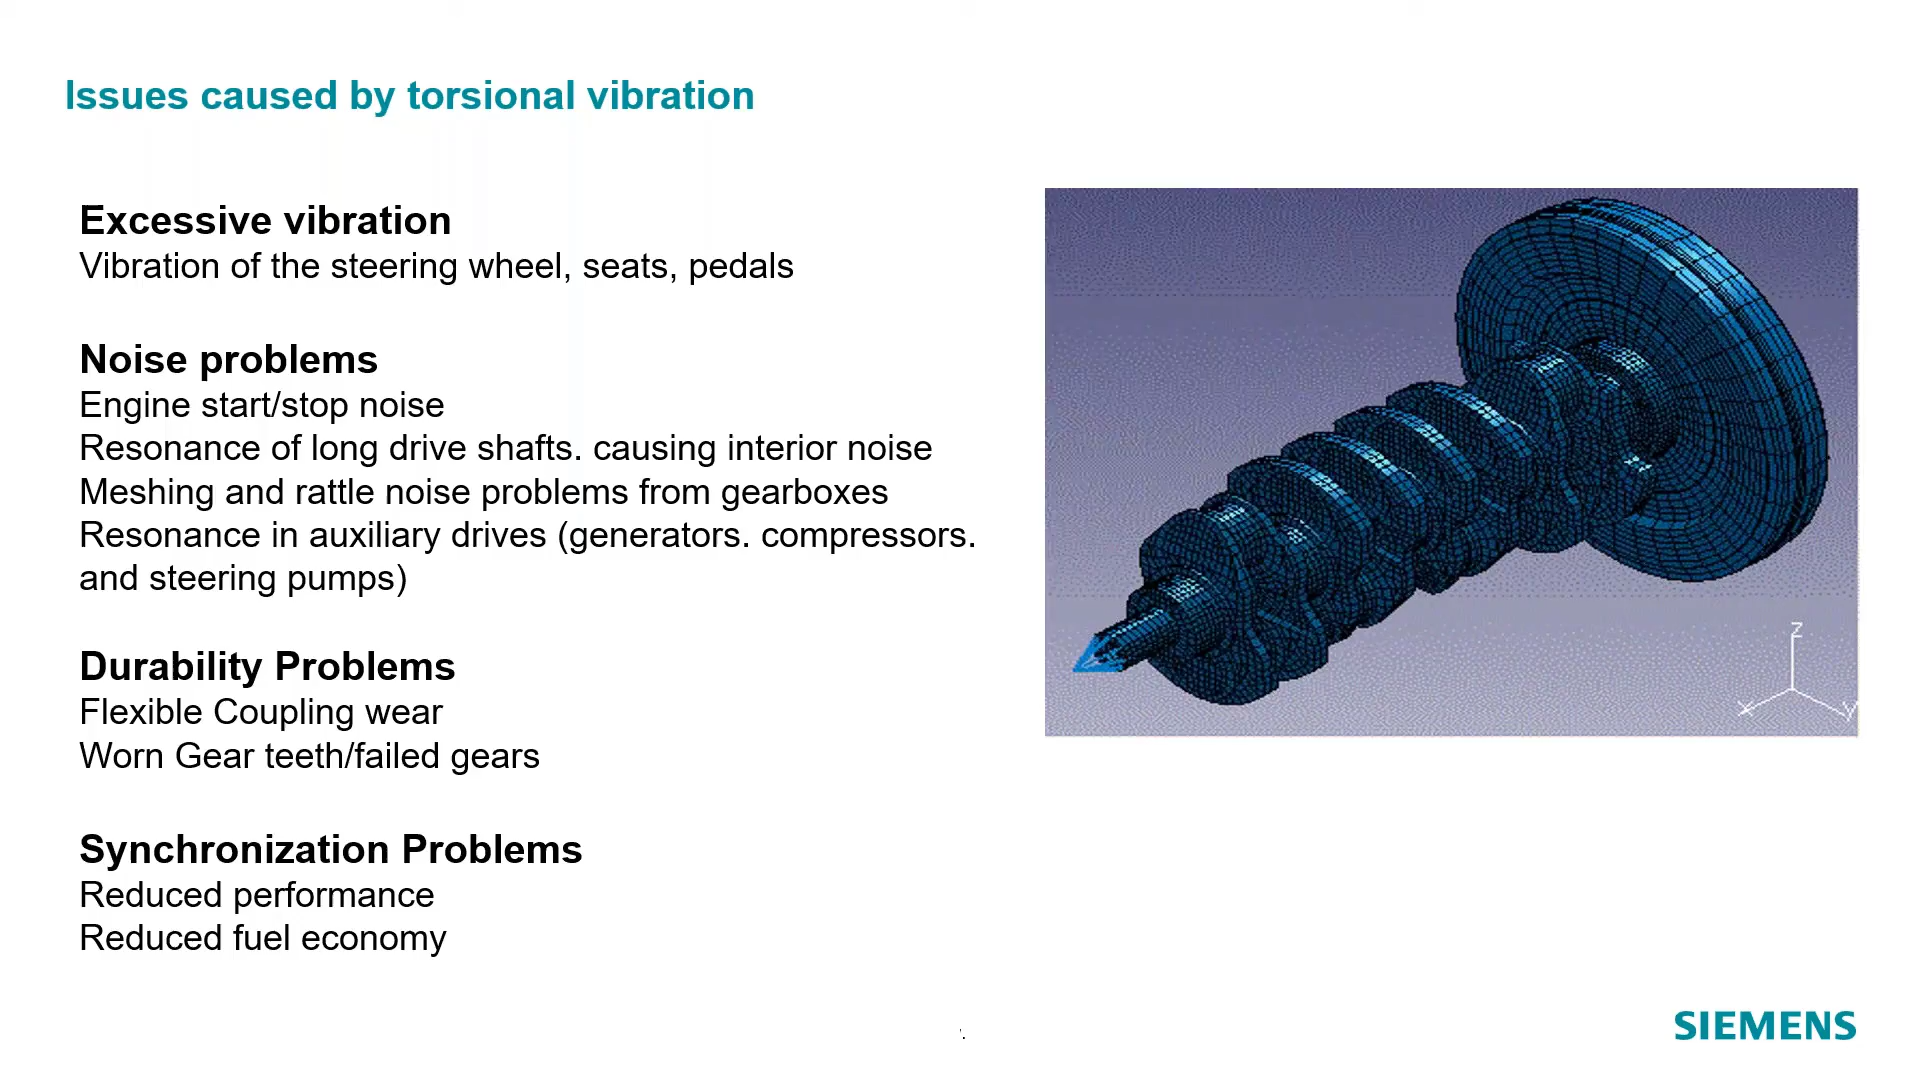 Issues caused by torsional vibration
Excessive vibration
Vibration of the steering wheel, seats, pedals
Noise problems
Engine start/stop noise
Resonance of long drive shafts. causing interior noise
Meshing and rattle noise problems from gearboxes
Resonance in auxiliary drives (generators. compressors.
and steering pumps)
Durability Problems
Flexible Coupling wear
Worn Gear teeth/failed gears
Synchronization Problems
Reduced performance
Reduced fuel economy
Z
X
Y
SIEMENS